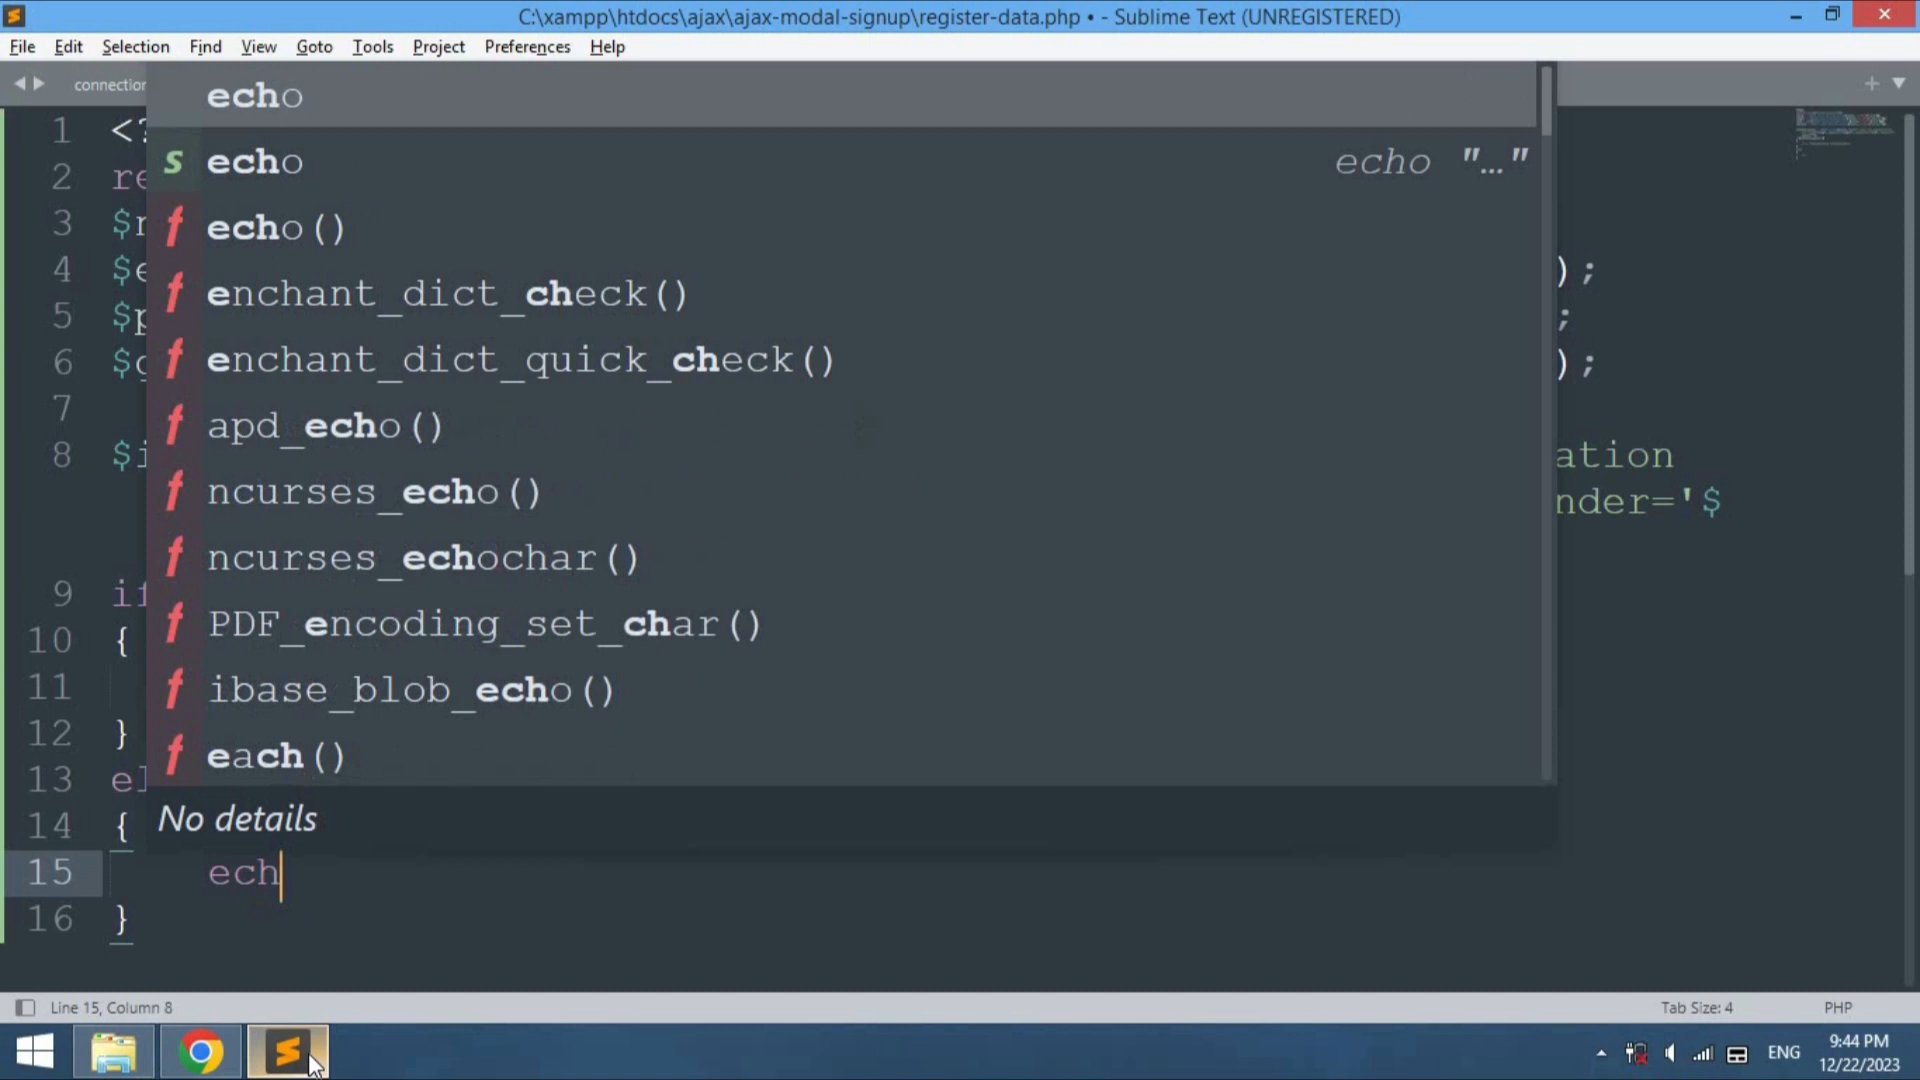 C:\xampp\htdocs\ajax\ajax-modal-signup\register-data.php • - Sublime Text (UNREGISTERED)
File Edit Selection Find View Goto Tools Project Preferences Help
connection
echo
echo echo "…"
echo()
enchant_dict_check()
enchant_dict_quick_check()
apd_echo()
ncurses_echo()
ncurses_echochar()
PDF_encoding_set_char()
ibase_blob_echo()
each()
No details
1 <?
2 re
3 $n
4 $e );
5 $p ;
6 $g );
7
8 $i ation
nder='$
9 if
10 {
11
12 }
13 el
14 {
15 ech
16 }
Line 15, Column 8 Tab Size: 4 PHP
ENG
9:44 PM
12/22/2023